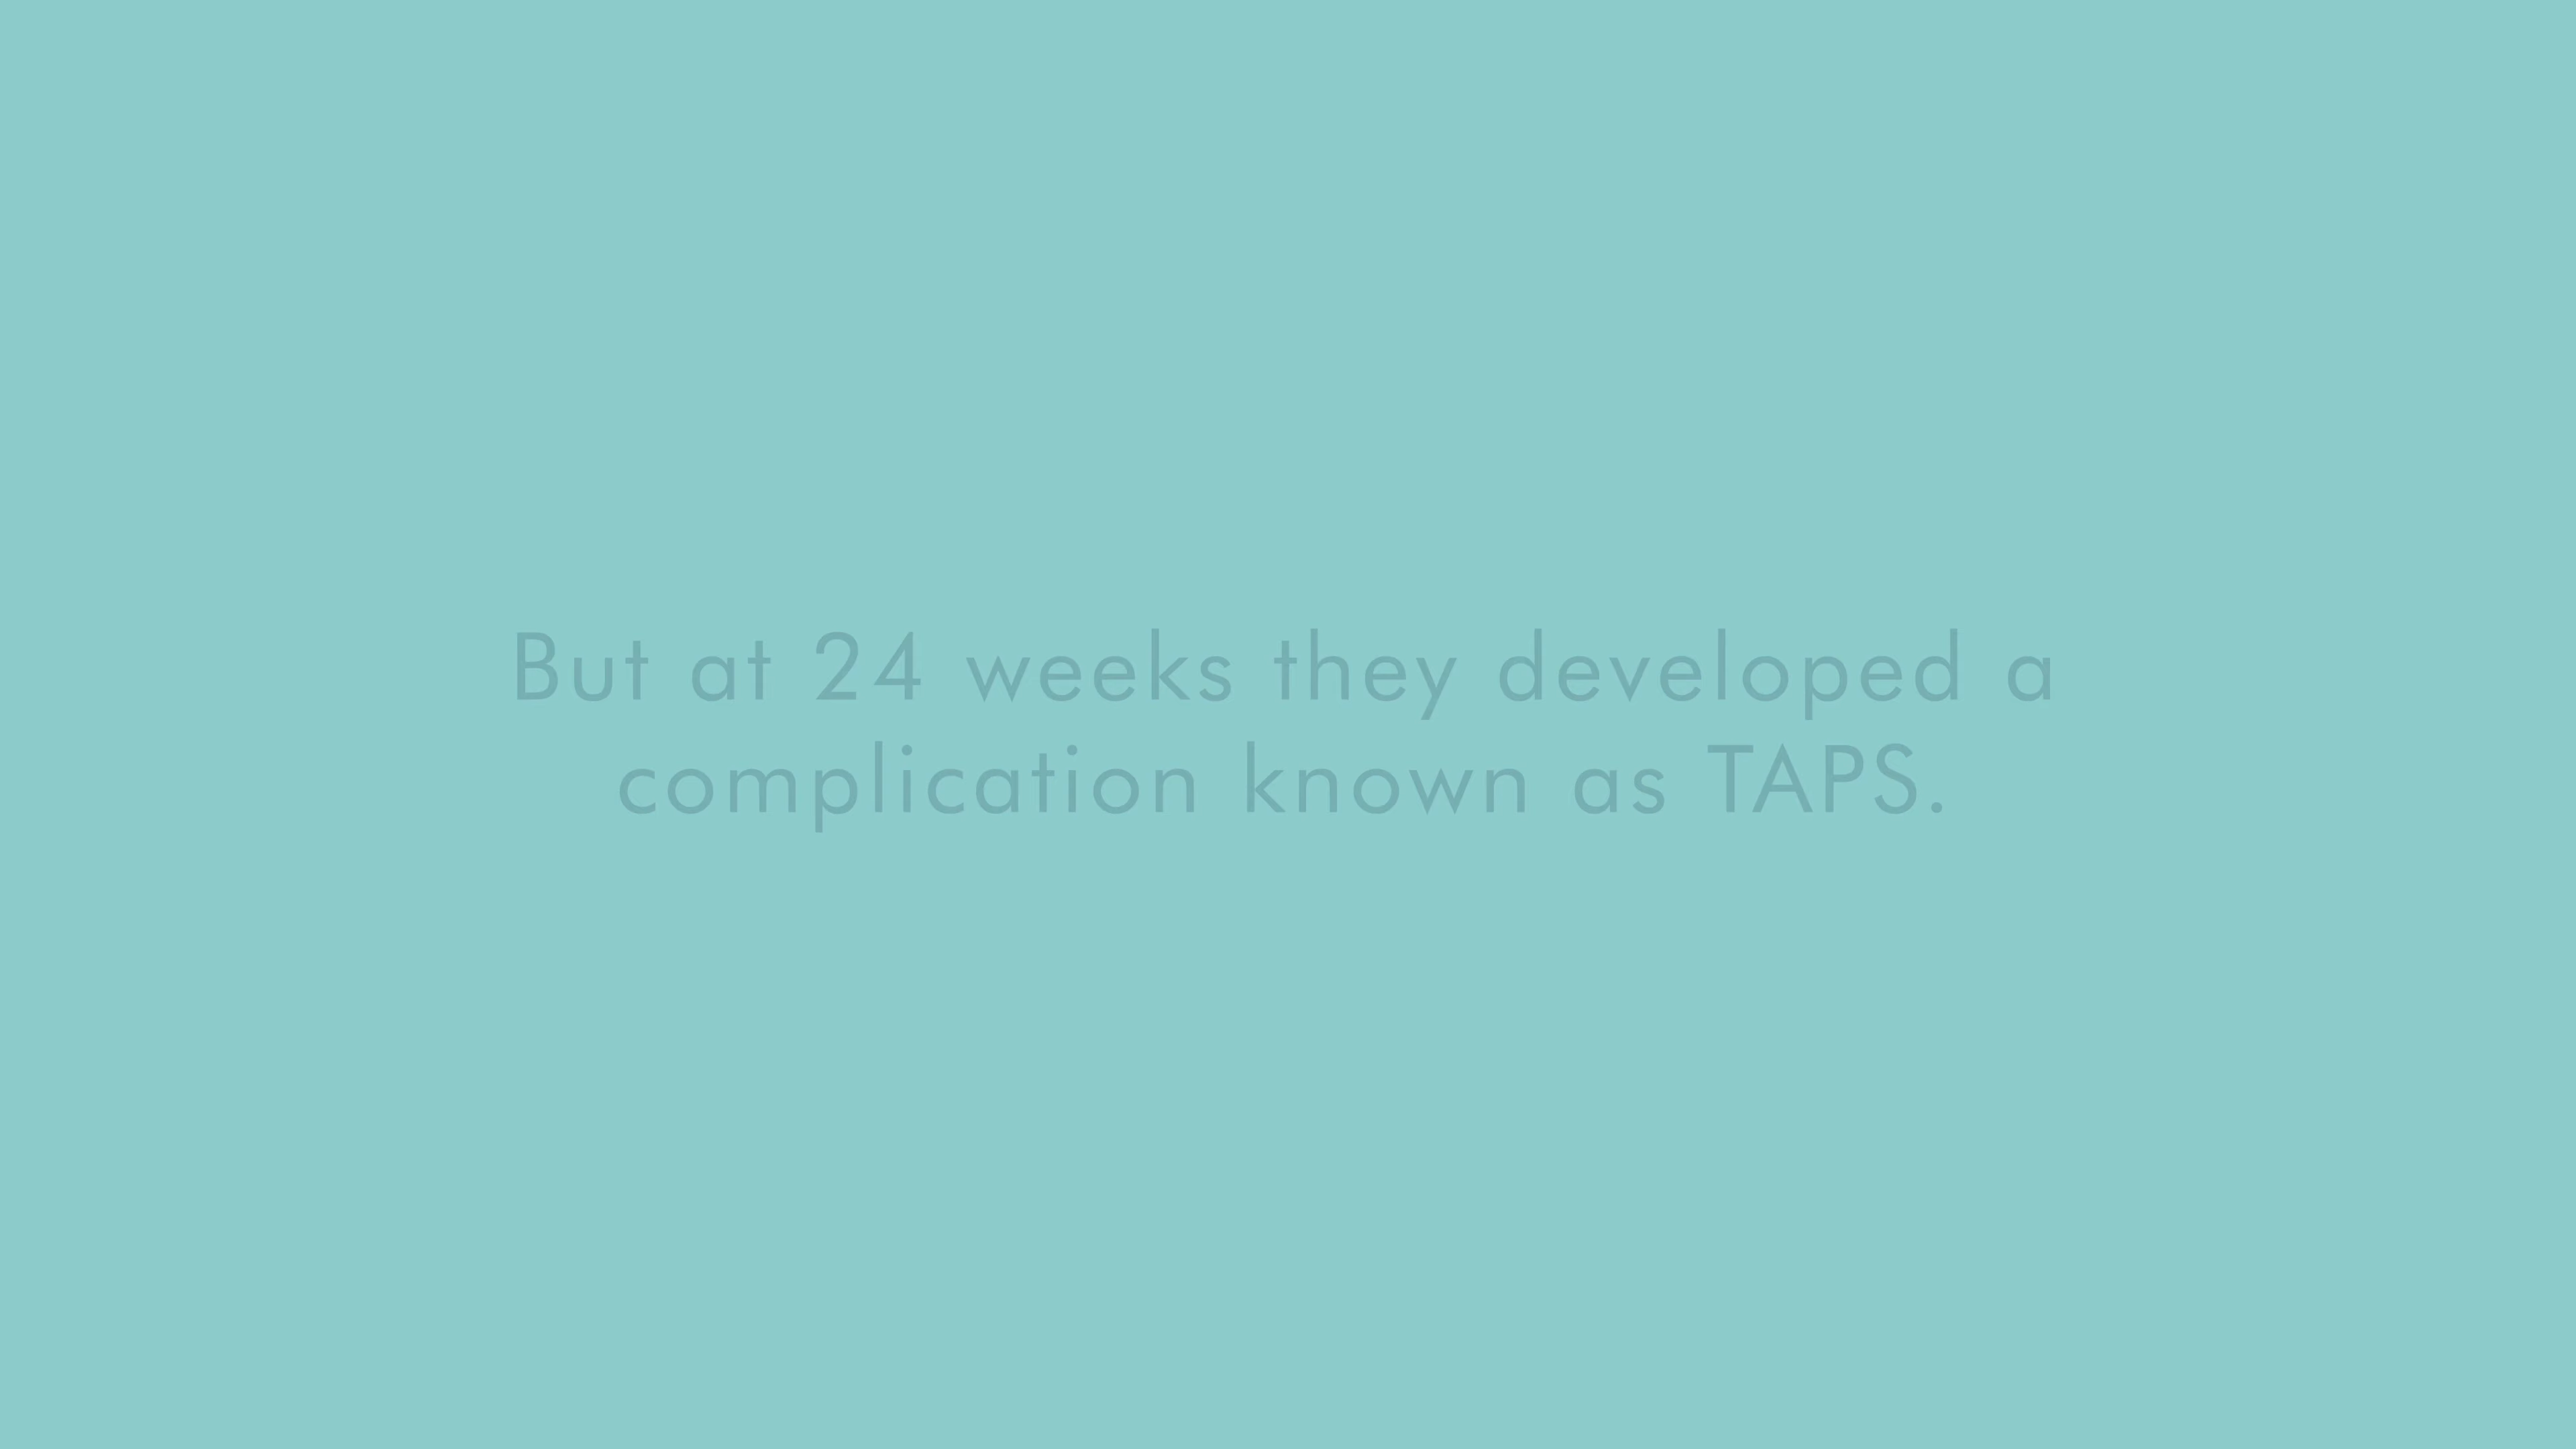 But at 24 weeks they developed a
complication known as TAPS.